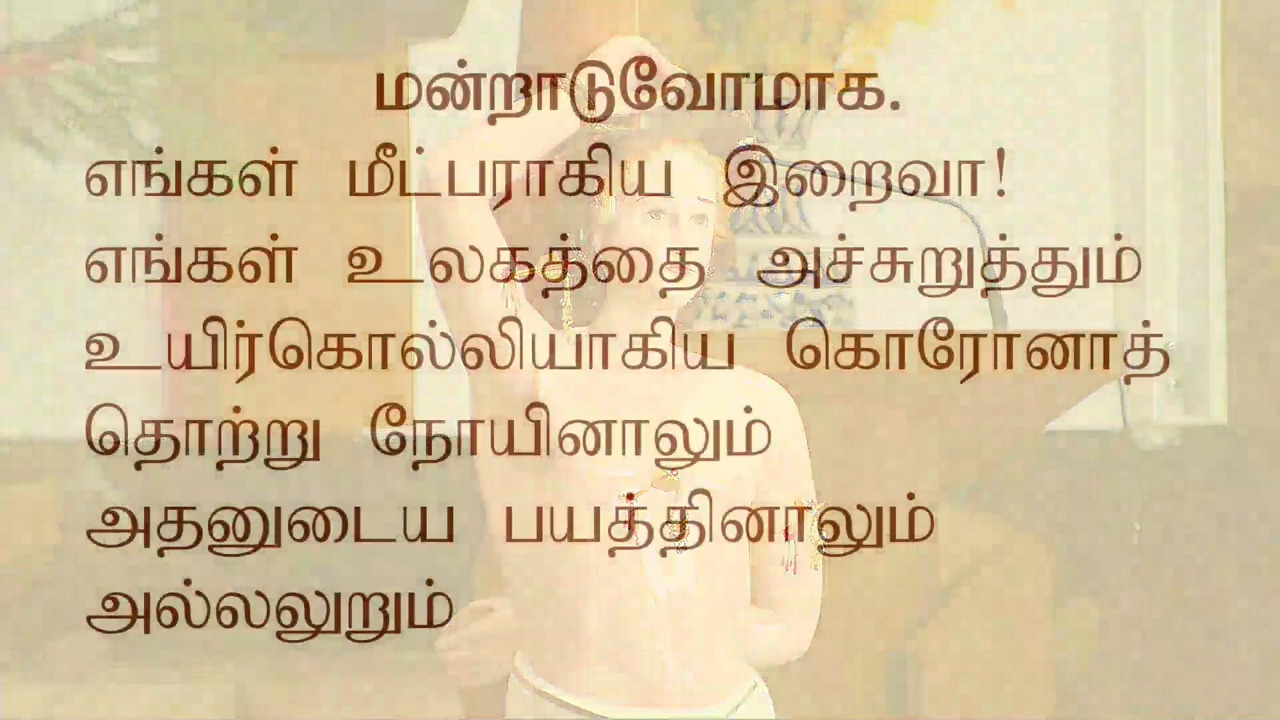 மன்றாடுவோமாக.
எங்கள் மீட்பராகிய இறைவா!
எங்கள் உலகத்தை அச்சுறுத்தும்
உயிர்கொல்லியாகிய கொரோனாத்
தொற்று நோயினாலும்
அதனுடைய பயத்தினாலும்
அல்லலுறும்